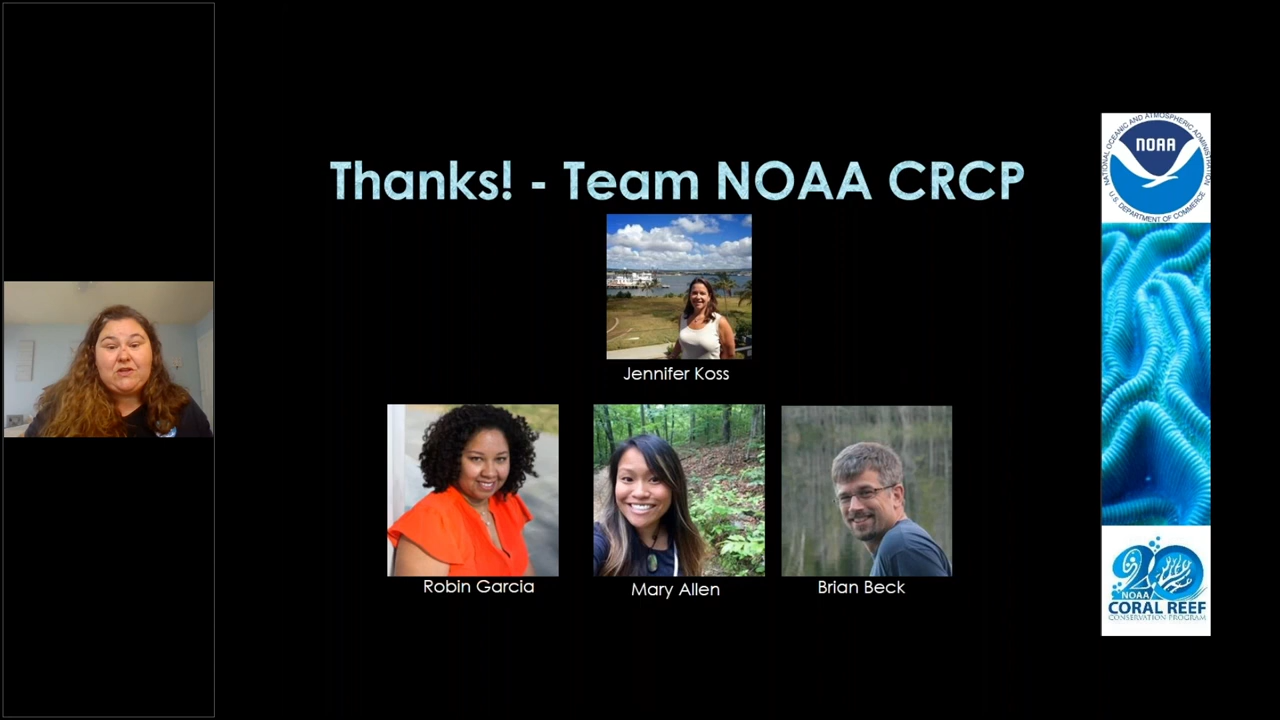 Thanks! - Team NOAA CRCP
Jennifer Koss
Robin Garcia
Mary Allen
Brian Beck
NATIONAL OCEANIC AND ATMOSPHERIC ADMINISTRATION
NOAA
U.S. DEPARTMENT OF COMMERCE
20
NOAA
CORAL REEF
CONSERVATION PROGRAM